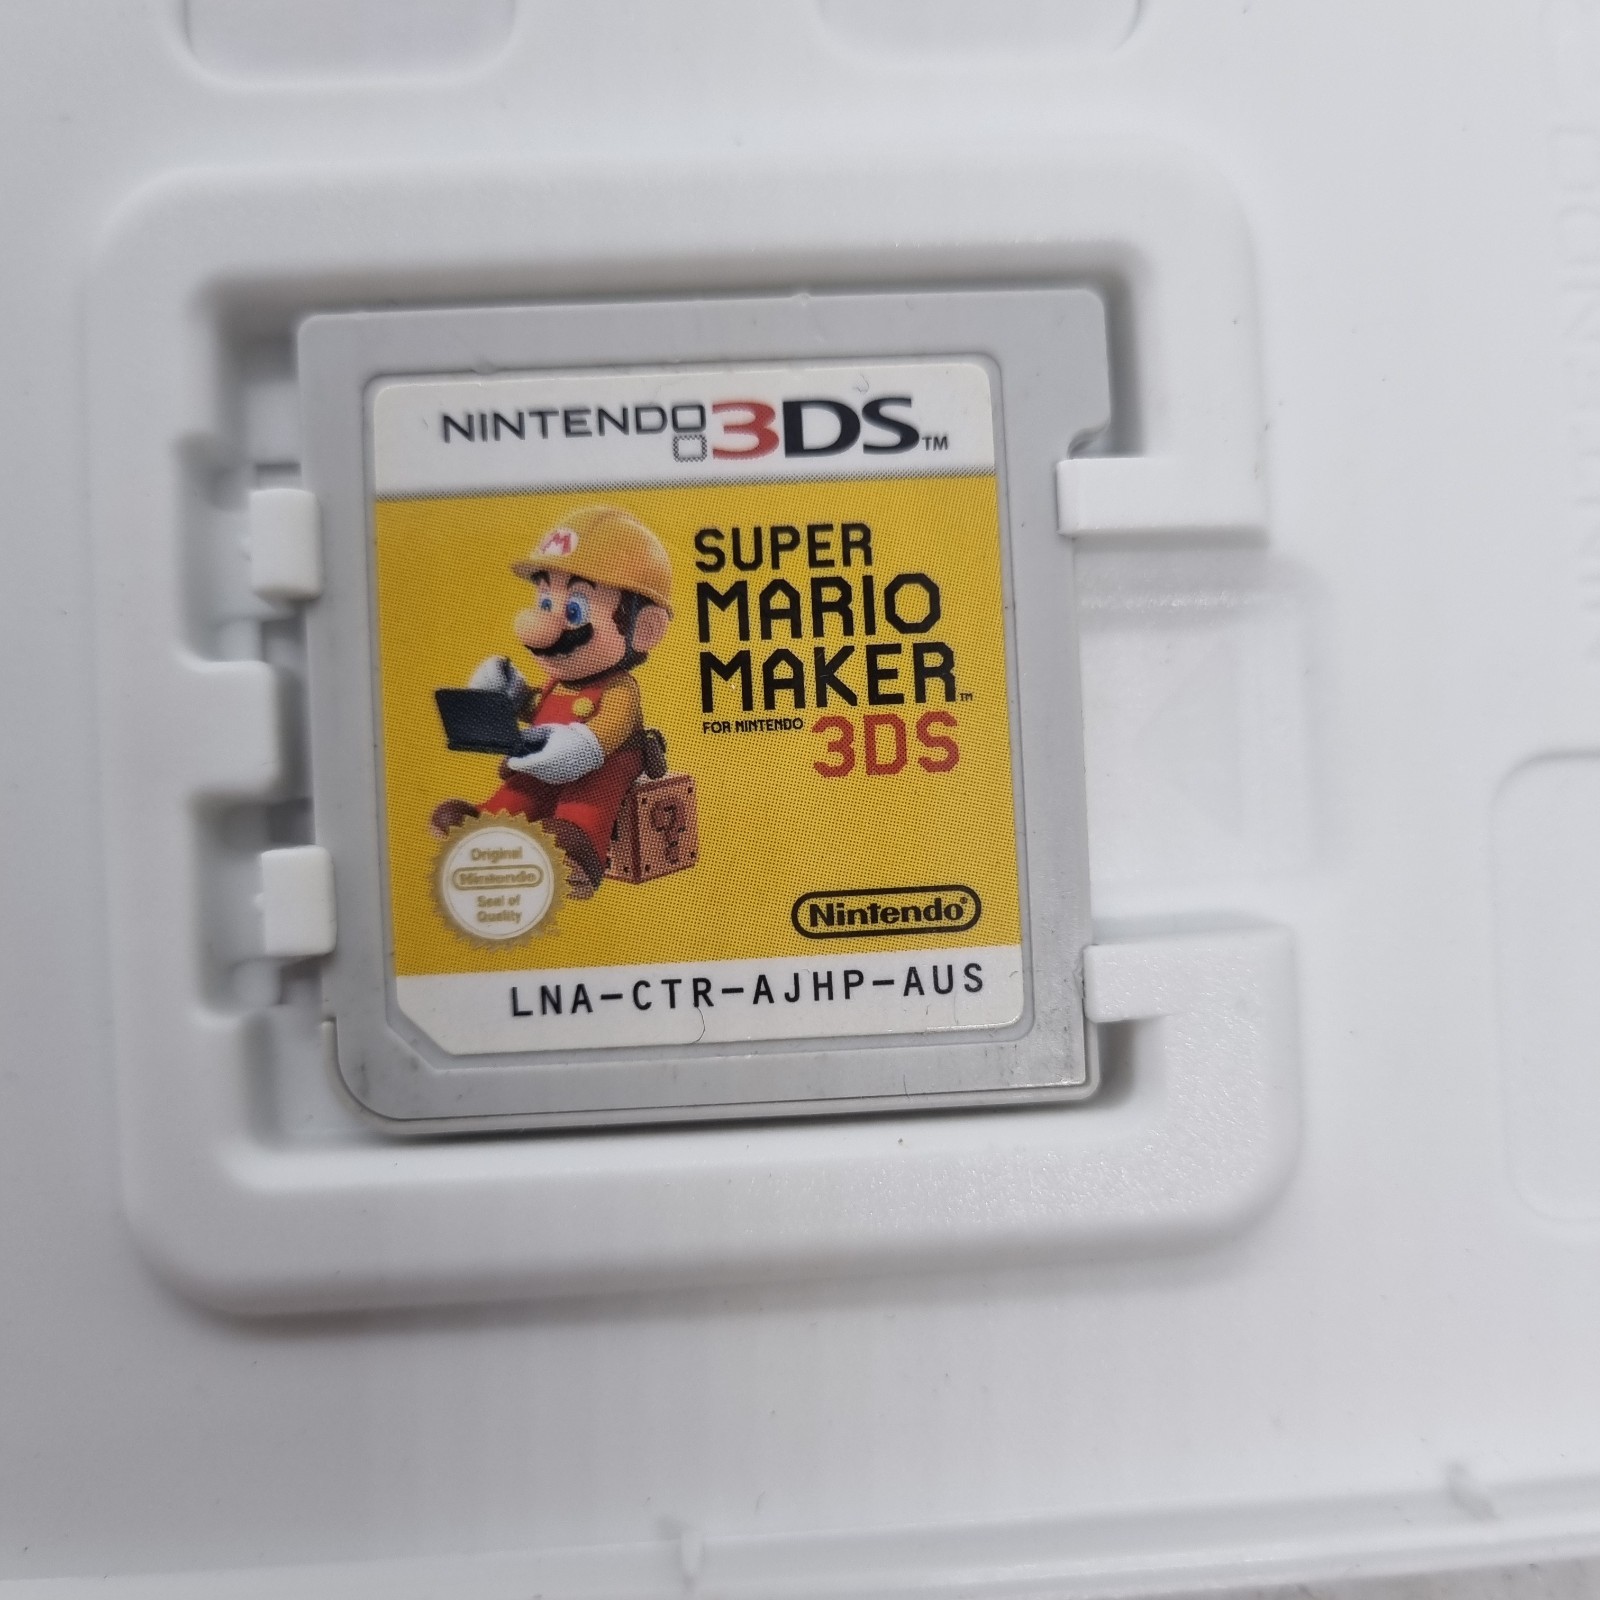 NINTENDO 3DS™
SUPER
MARIO
MAKER™
FOR NINTENDO 3DS
Original
Nintendo
Seal of
Quality
Nintendo®
LNA-CTR-AJHP-AUS